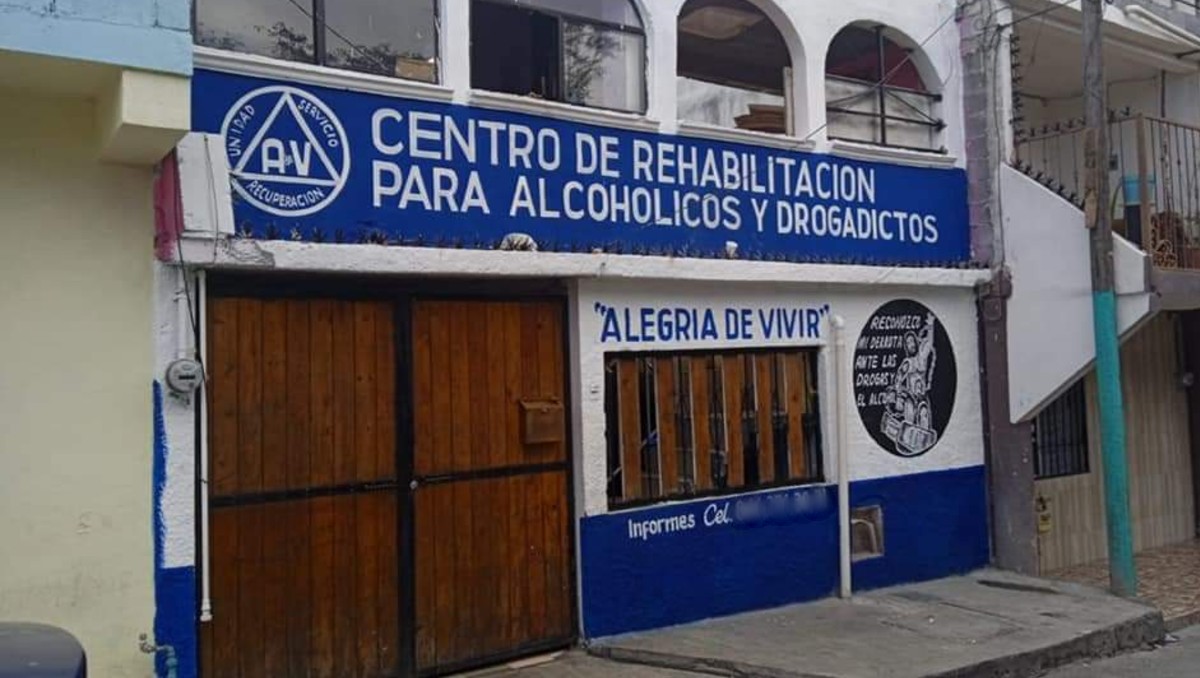 UNIDAD
SERVICIO
A V
RECUPERACION
CENTRO DE REHABILITACION
PARA ALCOHOLICOS Y DROGADICTOS
"ALEGRIA DE VIVIR"
RECONOZCO
MI DERROTA
ANTE LAS
DROGAS Y
EL ALCOHOL
Informes Cel.